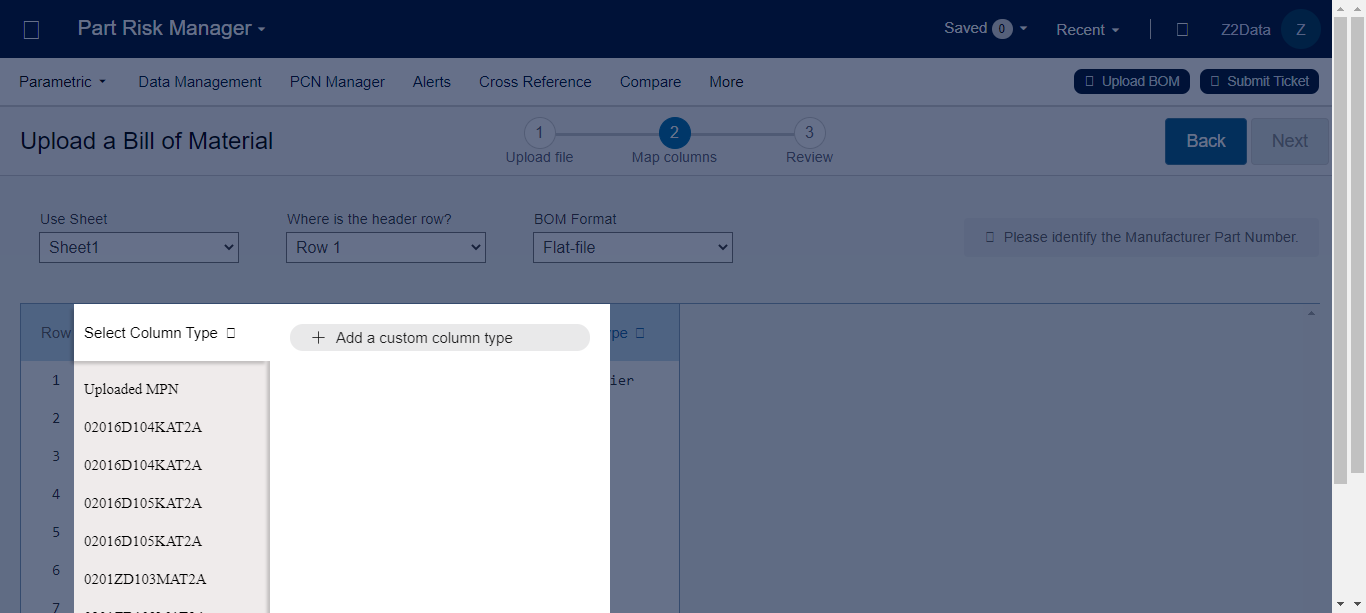 Part Risk Manager
Saved 0
Recent
Z2Data
Z
Parametric
Data Management
PCN Manager
Alerts
Cross Reference
Compare
More
Upload BOM
Submit Ticket
Upload a Bill of Material
1
2
3
Upload file
Map columns
Review
Back
Next
Use Sheet
Where is the header row?
BOM Format
Sheet1
Row 1
Flat-file
Please identify the Manufacturer Part Number.
Row
Select Column Type
Add a custom column type
1
Uploaded MPN
2
02016D104KAT2A
3
02016D104KAT2A
4
02016D105KAT2A
5
02016D105KAT2A
6
0201ZD103MAT2A
7